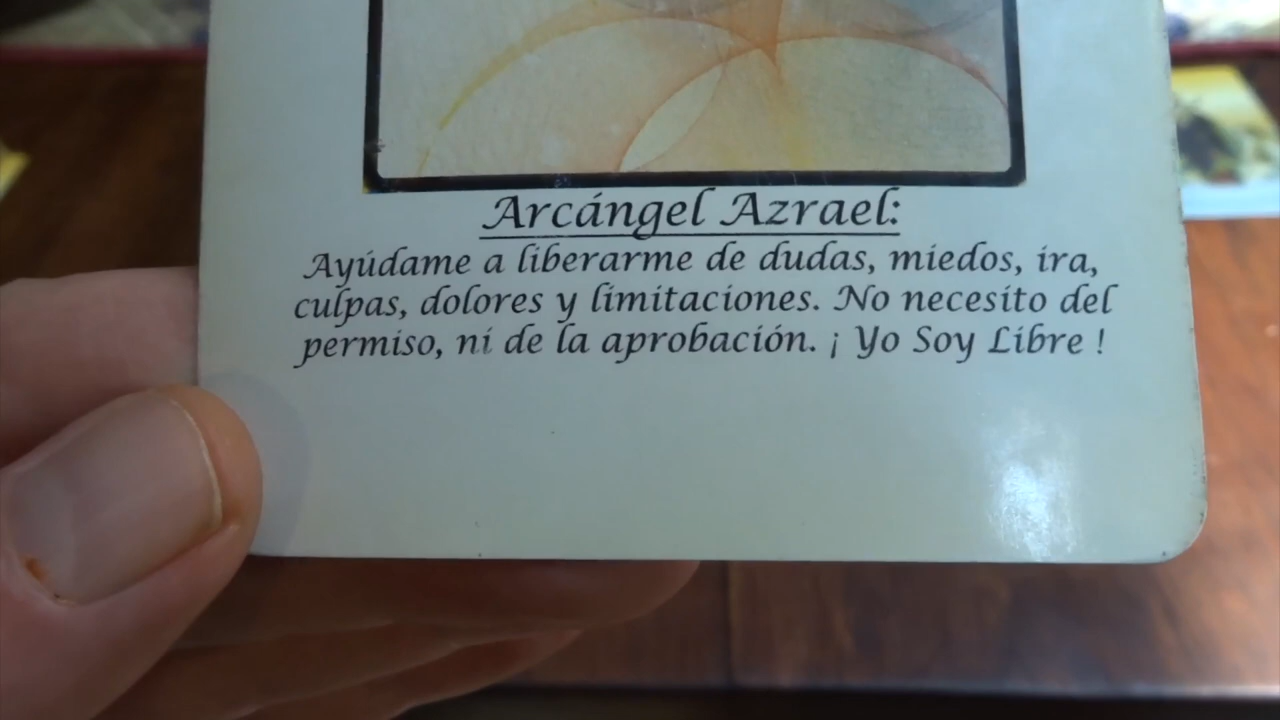 Arcángel Azrael:
Ayúdame a liberarme de dudas, miedos, ira,
culpas, dolores y limitaciones. No necesito del
permiso, ni de la aprobación. ¡ Yo Soy Libre !